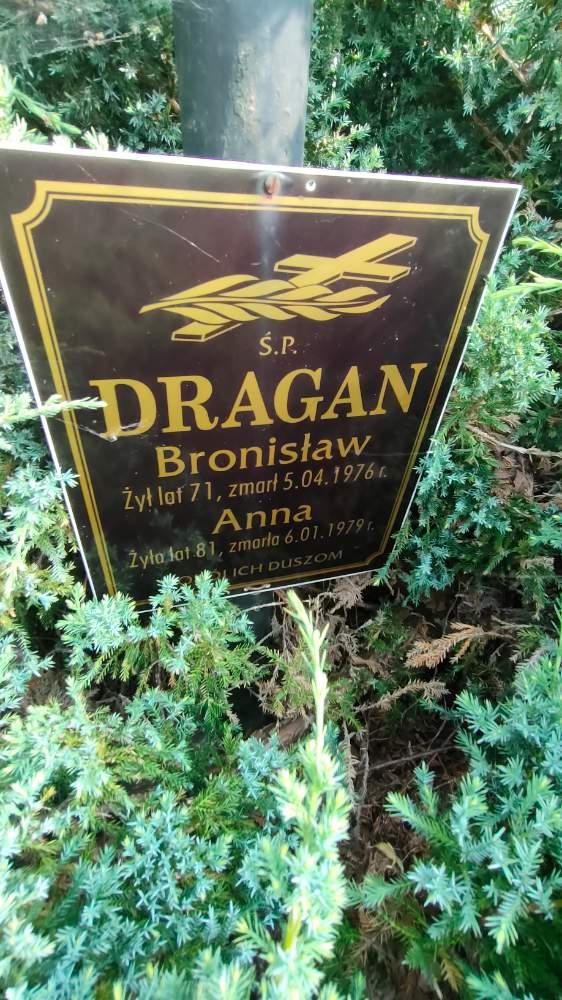 Ś.P.
DRAGAN
Bronisław
Żył lat 71, zmarł 5.04.1976 r.
Anna
Żyła lat 81, zmarła 6.01.1979 r.
ICH DUSZOM